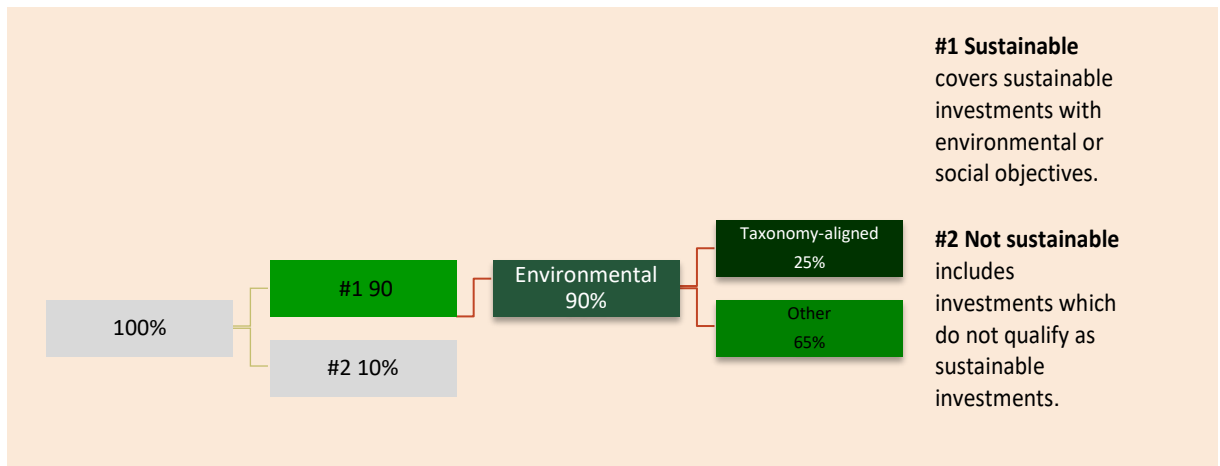 100%
#1 90
#2 10%
Environmental
90%
Taxonomy-aligned
25%
Other
65%
#1 Sustainable
covers sustainable
investments with
environmental or
social objectives.
#2 Not sustainable
includes
investments which
do not qualify as
sustainable
investments.